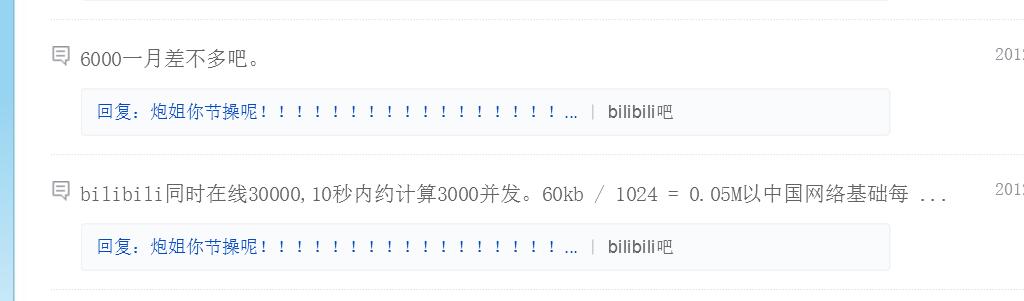 6000一月差不多吧。
2012
回复：炮姐你节操呢！！！！！！！！！！！！！！！！！... | bilibili吧
bilibili同时在线30000,10秒内约计算3000并发。60kb / 1024 = 0.05M以中国网络基础每 ...
2012
回复：炮姐你节操呢！！！！！！！！！！！！！！！！！... | bilibili吧